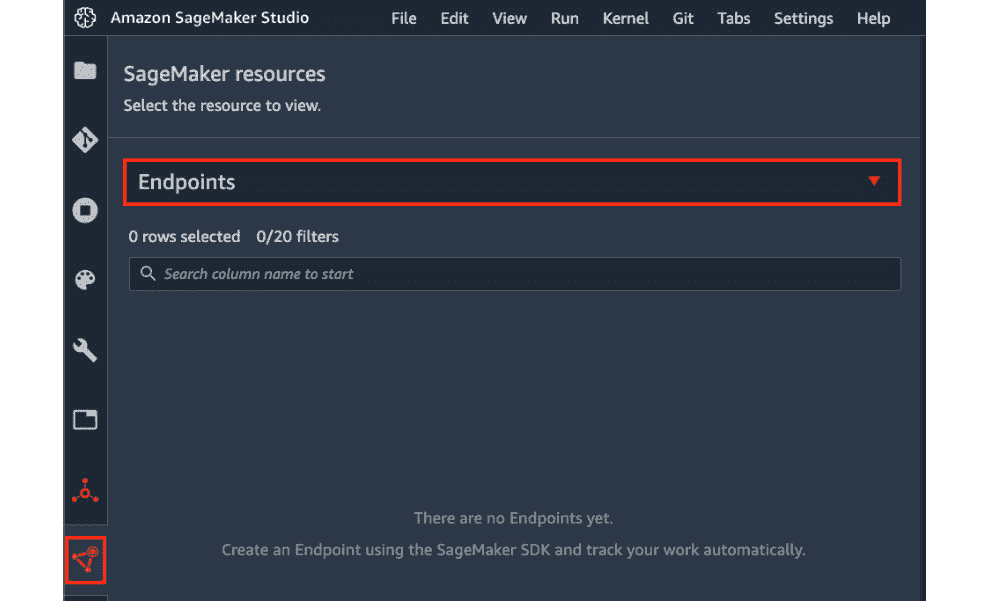 Amazon SageMaker Studio File Edit View Run Kernel Git Tabs Settings Help
SageMaker resources
Select the resource to view.
Endpoints
0 rows selected 0/20 filters
Search column name to start
There are no Endpoints yet.
Create an Endpoint using the SageMaker SDK and track your work automatically.